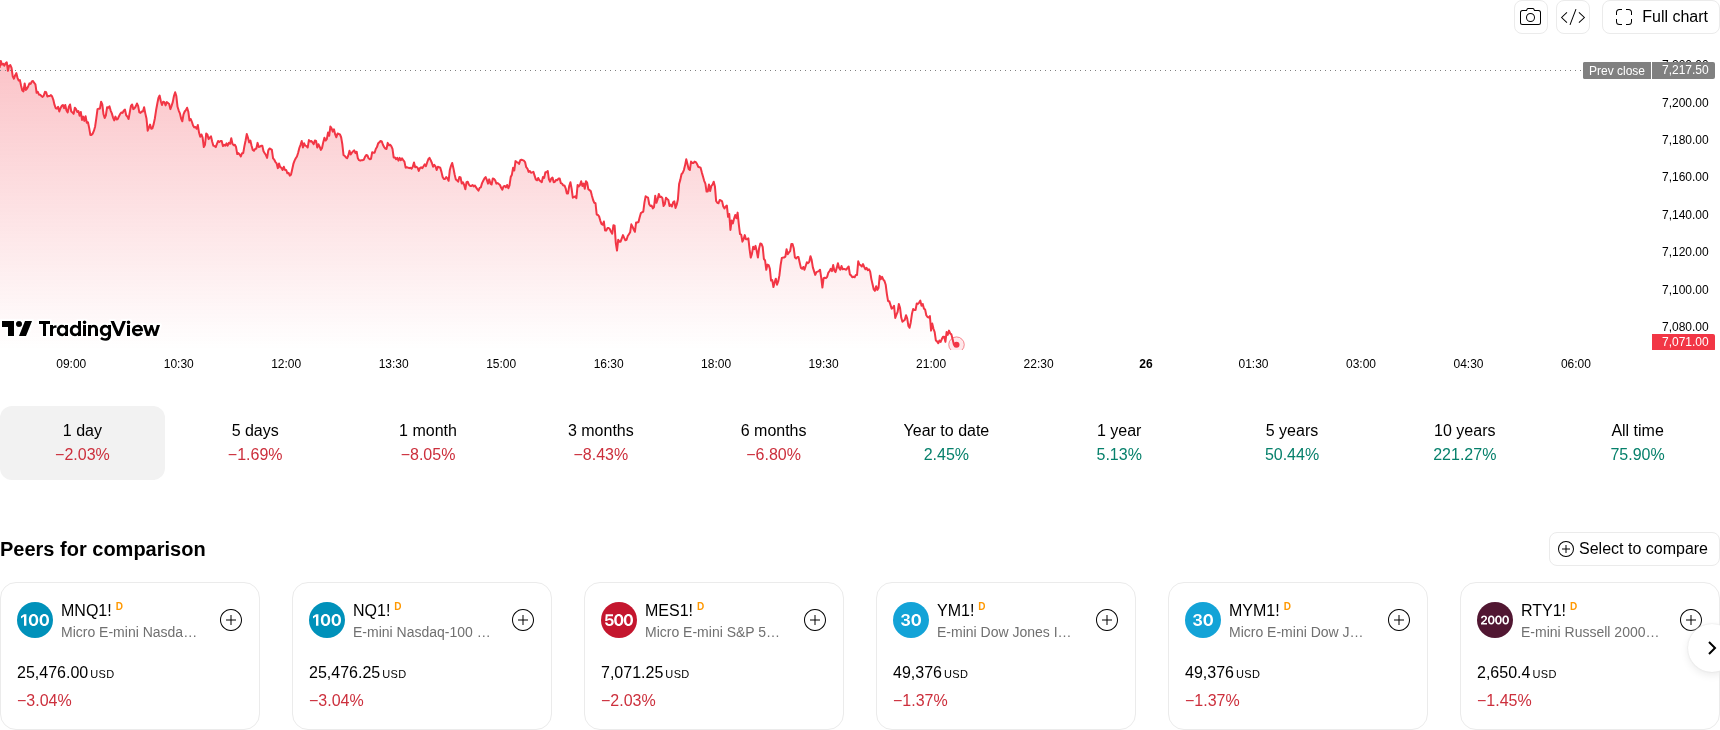 Full chart
Prev close 7,217.50
7,200.00
7,180.00
7,160.00
7,140.00
7,120.00
7,100.00
7,080.00
7,071.00
TradingView
09:00 10:30 12:00 13:30 15:00 16:30 18:00 19:30 21:00 22:30 26 01:30 03:00 04:30 06:00
1 day 5 days 1 month 3 months 6 months Year to date 1 year 5 years 10 years All time
−2.03% −1.69% −8.05% −8.43% −6.80% 2.45% 5.13% 50.44% 221.27% 75.90%
Peers for comparison
Select to compare
100 MNQ1! D
Micro E-mini Nasda…
25,476.00 USD
−3.04%
100 NQ1! D
E-mini Nasdaq-100 …
25,476.25 USD
−3.04%
500 MES1! D
Micro E-mini S&P 5…
7,071.25 USD
−2.03%
30 YM1! D
E-mini Dow Jones I…
49,376 USD
−1.37%
30 MYM1! D
Micro E-mini Dow J…
49,376 USD
−1.37%
2000 RTY1! D
E-mini Russell 2000…
2,650.4 USD
−1.45%